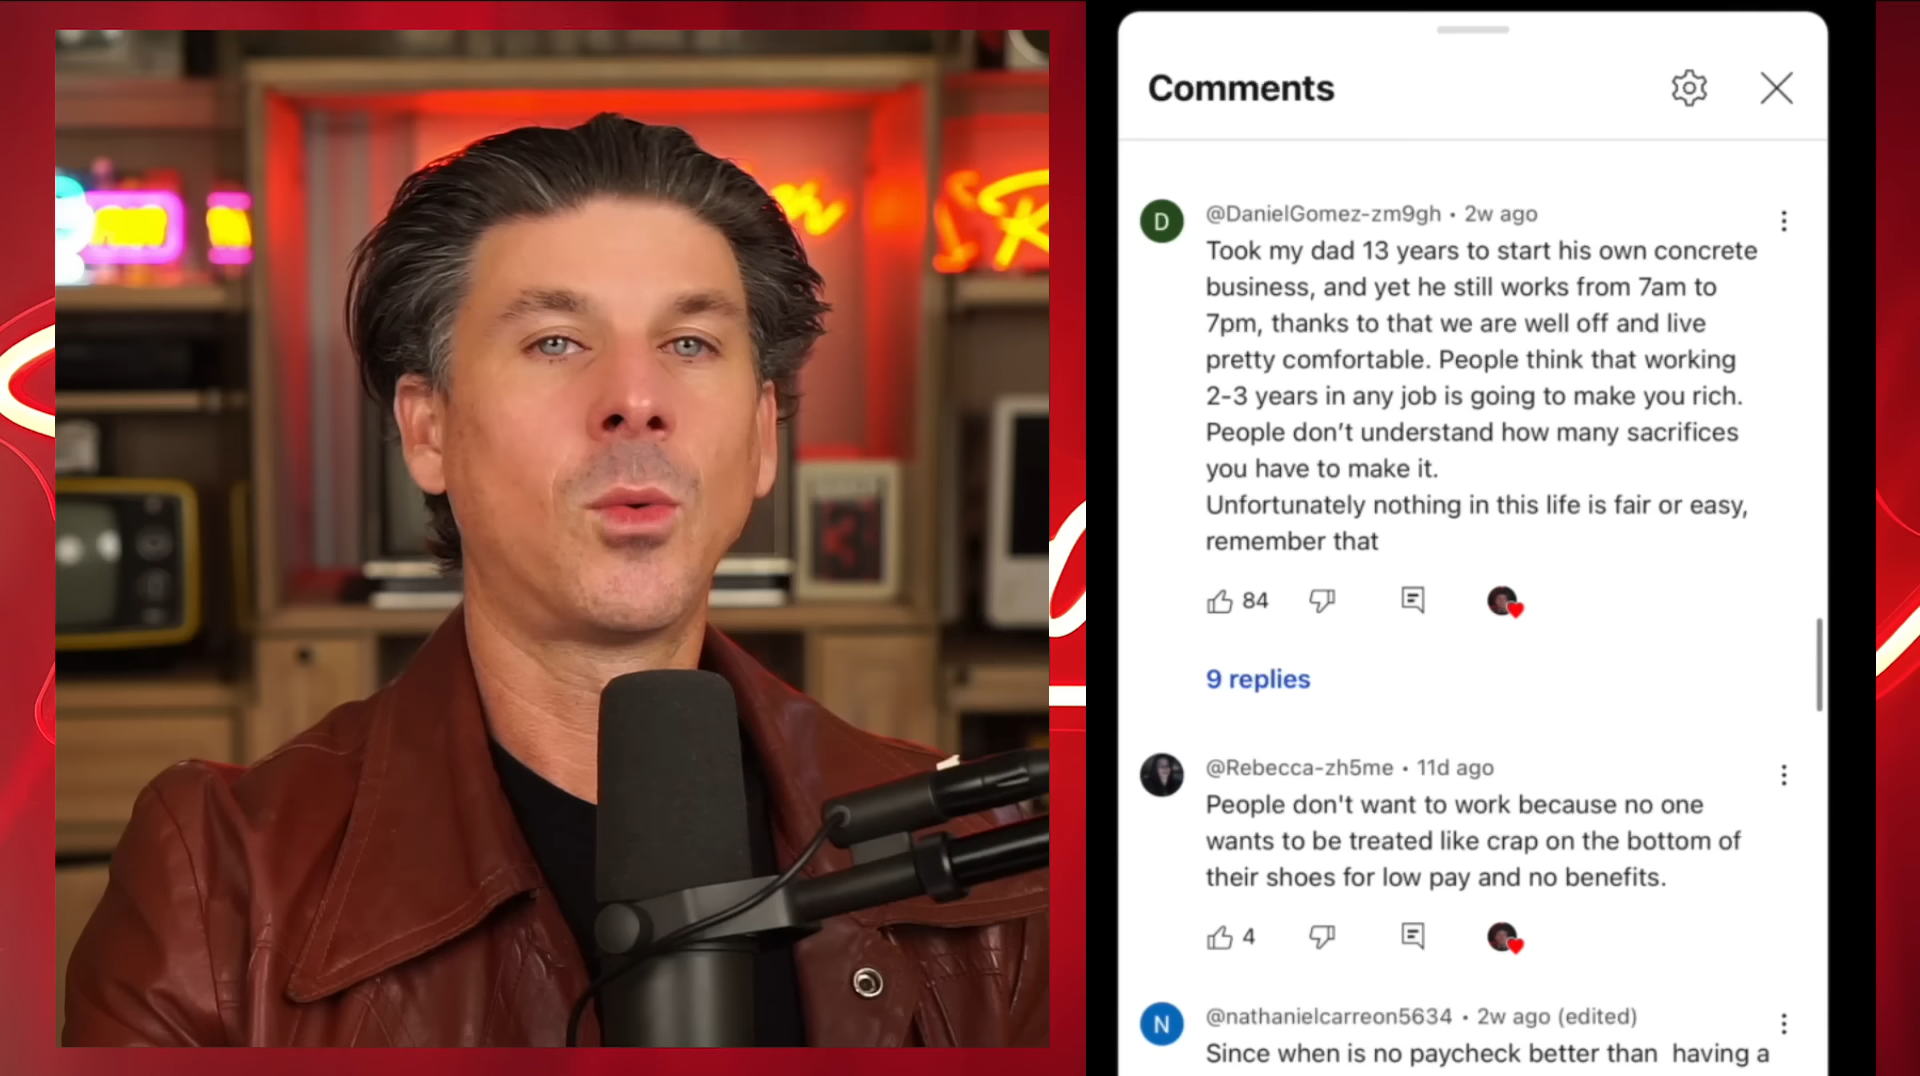 Comments
@DanielGomez-zm9gh • 2w ago
D
Took my dad 13 years to start his own concrete
business, and yet he still works from 7am to
7pm, thanks to that we are well off and live
pretty comfortable. People think that working
2-3 years in any job is going to make you rich.
People don’t understand how many sacrifices
you have to make it.
Unfortunately nothing in this life is fair or easy,
remember that
84
9 replies
@Rebecca-zh5me • 11d ago
People don't want to work because no one
wants to be treated like crap on the bottom of
their shoes for low pay and no benefits.
4
@nathanielcarreon5634 • 2w ago (edited)
N
Since when is no paycheck better than having a